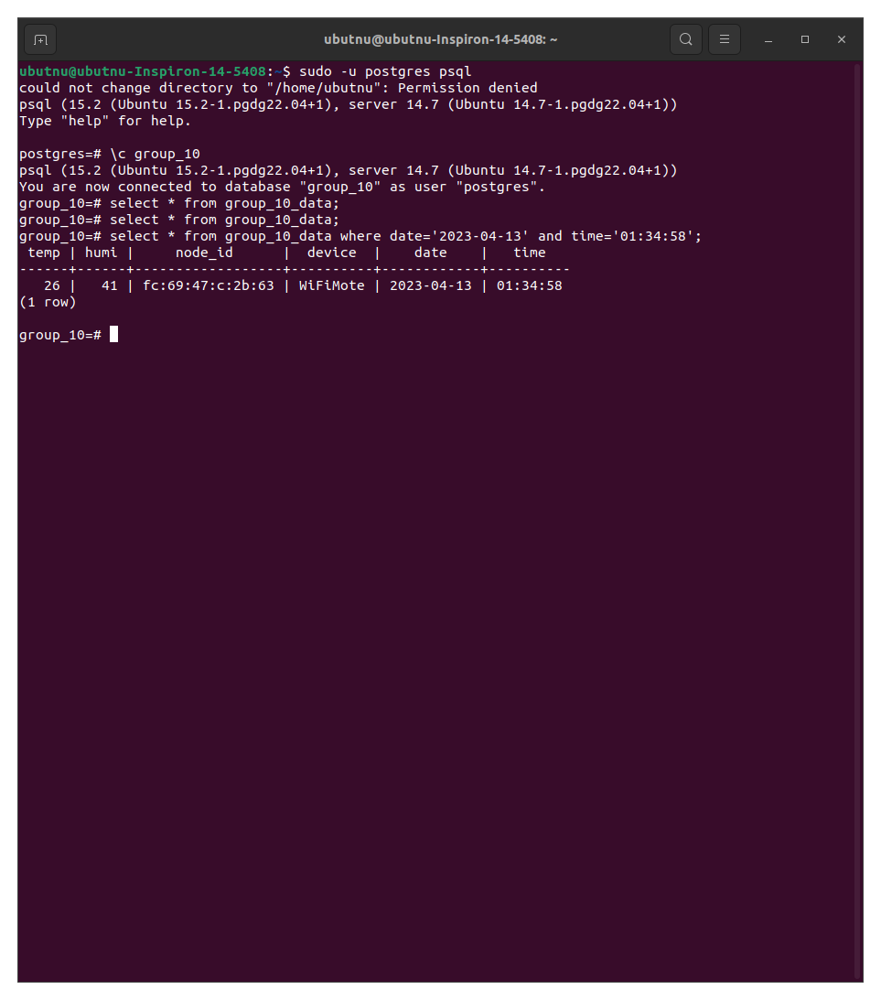 ubutnu@ubutnu-Inspiron-14-5408: ~
ubutnu@ubutnu-Inspiron-14-5408:~$ sudo -u postgres psql
could not change directory to "/home/ubutnu": Permission denied
psql (15.2 (Ubuntu 15.2-1.pgdg22.04+1), server 14.7 (Ubuntu 14.7-1.pgdg22.04+1))
Type "help" for help.
postgres=# \c group_10
psql (15.2 (Ubuntu 15.2-1.pgdg22.04+1), server 14.7 (Ubuntu 14.7-1.pgdg22.04+1))
You are now connected to database "group_10" as user "postgres".
group_10=# select * from group_10_data;
group_10=# select * from group_10_data;
group_10=# select * from group_10_data where date='2023-04-13' and time='01:34:58';
 temp | humi |     node_id      |  device  |    date    |   time
------+------+------------------+----------+------------+----------
   26 |   41 | fc:69:47:c:2b:63 | WiFiMote | 2023-04-13 | 01:34:58
(1 row)
group_10=#